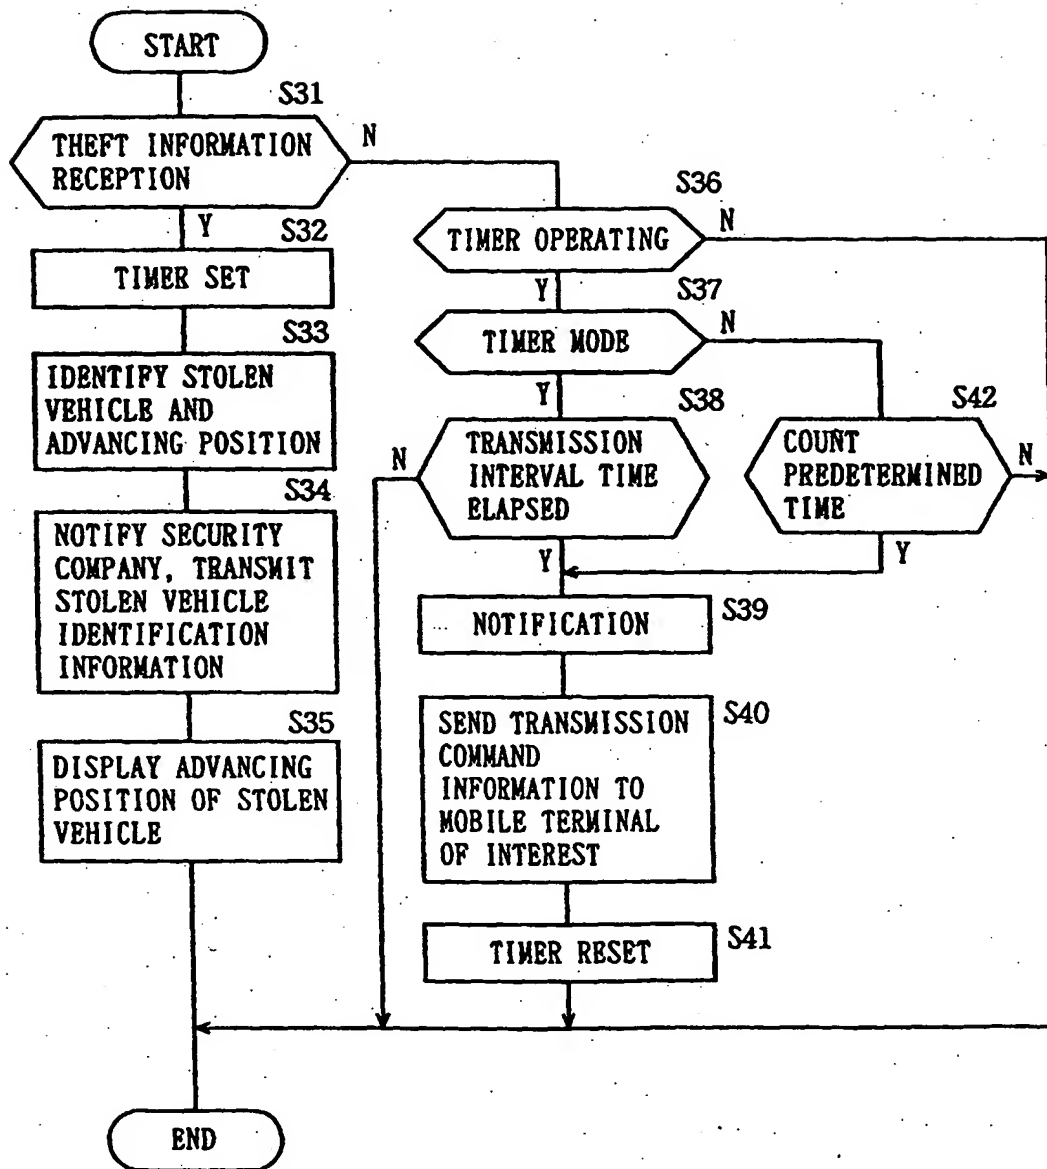 START
S31
THEFT INFORMATION
RECEPTION
N
Y
S32
TIMER SET
S33
IDENTIFY STOLEN
VEHICLE AND
ADVANCING POSITION
S34
NOTIFY SECURITY
COMPANY, TRANSMIT
STOLEN VEHICLE
IDENTIFICATION
INFORMATION
S35
DISPLAY ADVANCING
POSITION OF STOLEN
VEHICLE
S36
TIMER OPERATING
N
Y
S37
TIMER MODE
N
Y
S38
TRANSMISSION
INTERVAL TIME
ELAPSED
N
Y
S42
COUNT
PREDETERMINED
TIME
N
Y
S39
NOTIFICATION
S40
SEND TRANSMISSION
COMMAND
INFORMATION TO
MOBILE TERMINAL
OF INTEREST
S41
TIMER RESET
END